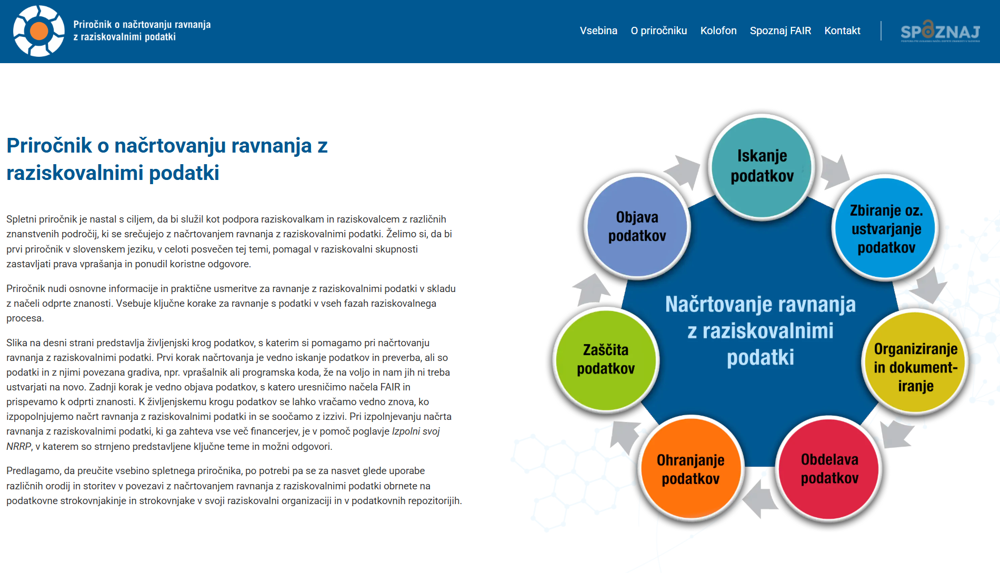 Priročnik o načrtovanju ravnanja
z raziskovalnimi podatki
Vsebina
O priročniku
Kolofon
Spoznaj FAIR
Kontakt
SPOZNAJ
PODPORA PRI UVAJANJU NAČEL ODPRTE ZNANOSTI V SLOVENIJI
Priročnik o načrtovanju ravnanja z
raziskovalnimi podatki
Spletni priročnik je nastal s ciljem, da bi služil kot podpora raziskovalkam in raziskovalcem z različnih
znanstvenih področij, ki se srečujejo z načrtovanjem ravnanja z raziskovalnimi podatki. Želimo si, da bi
prvi priročnik v slovenskem jeziku, v celoti posvečen tej temi, pomagal v raziskovalni skupnosti
zastavljati prava vprašanja in ponudil koristne odgovore.
Priročnik nudi osnovne informacije in praktične usmeritve za ravnanje z raziskovalnimi podatki v skladu
z načeli odprte znanosti. Vsebuje ključne korake za ravnanje s podatki v vseh fazah raziskovalnega
procesa.
Slika na desni strani predstavlja življenjski krog podatkov, s katerim si pomagamo pri načrtovanju
ravnanja z raziskovalnimi podatki. Prvi korak načrtovanja je vedno iskanje podatkov in preverba, ali so
podatki in z njimi povezana gradiva, npr. vprašalnik ali programska koda, že na voljo in nam jih ni treba
ustvarjati na novo. Zadnji korak je vedno objava podatkov, s katero uresničimo načela FAIR in
prispevamo k odprti znanosti. K življenjskemu krogu podatkov se lahko vračamo vedno znova, ko
izpopolnjujemo načrt ravnanja z raziskovalnimi podatki in se soočamo z izzivi. Pri izpolnjevanju načrta
ravnanja z raziskovalnimi podatki, ki ga zahteva vse več financerjev, je v pomoč poglavje Izpolni svoj
NRRP, v katerem so strnjeno predstavljene ključne teme in možni odgovori.
Predlagamo, da preučite vsebino spletnega priročnika, po potrebi pa se za nasvet glede uporabe
različnih orodij in storitev v povezavi z načrtovanjem ravnanja z raziskovalnimi podatki obrnete na
podatkovne strokovnjakinje in strokovnjake v svoji raziskovalni organizaciji in v podatkovnih repozitorijih.
Iskanje
podatkov
Zbiranje oz.
ustvarjanje
podatkov
Organiziranje
in dokument-
iranje
Obdelava
podatkov
Ohranjanje
podatkov
Zaščita
podatkov
Objava
podatkov
Načrtovanje ravnanja
z raziskovalnimi
podatki